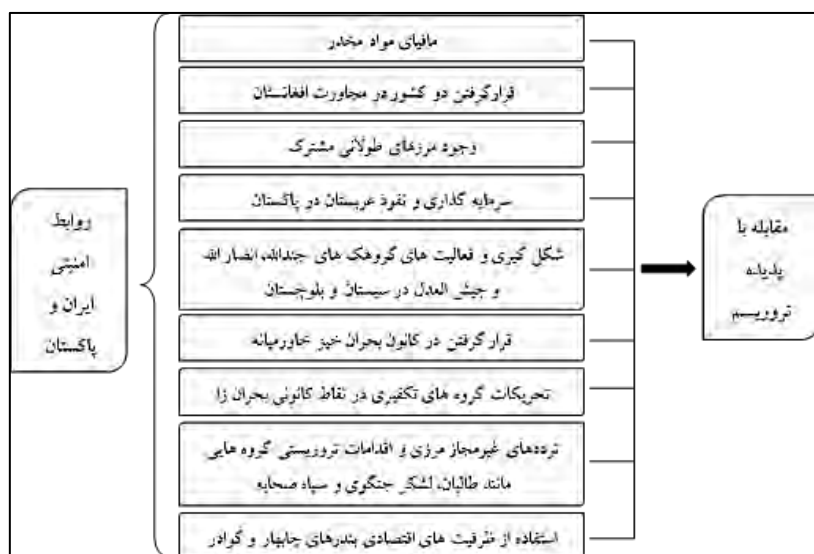 روابط
امنیتی
ایران و
پاکستان
مافیای مواد مخدر
قرارگرفتن دو کشور در مجاورت افغانستان
وجود مرزهای طولانی مشترک
سرمایه گذاری و نفوذ عربستان در پاکستان
شکل گیری و فعالیت های گروهک های جندالله، انصار الله
و جیش العدل در سیستان و بلوچستان
قرار گرفتن در کانون بحران خیز خاورمیانه
تحریکات گروه های تکفیری در نقاط کانونی بحران زا
ترددهای غیرمجاز مرزی و اقدامات تروریستی گروه هایی
مانند طالبان، لشکر جنگوی و سپاه صحابه
استفاده از ظرفیت های اقتصادی بندرهای چابهار و گوادر
مقابله با
پدیده
تروریسم